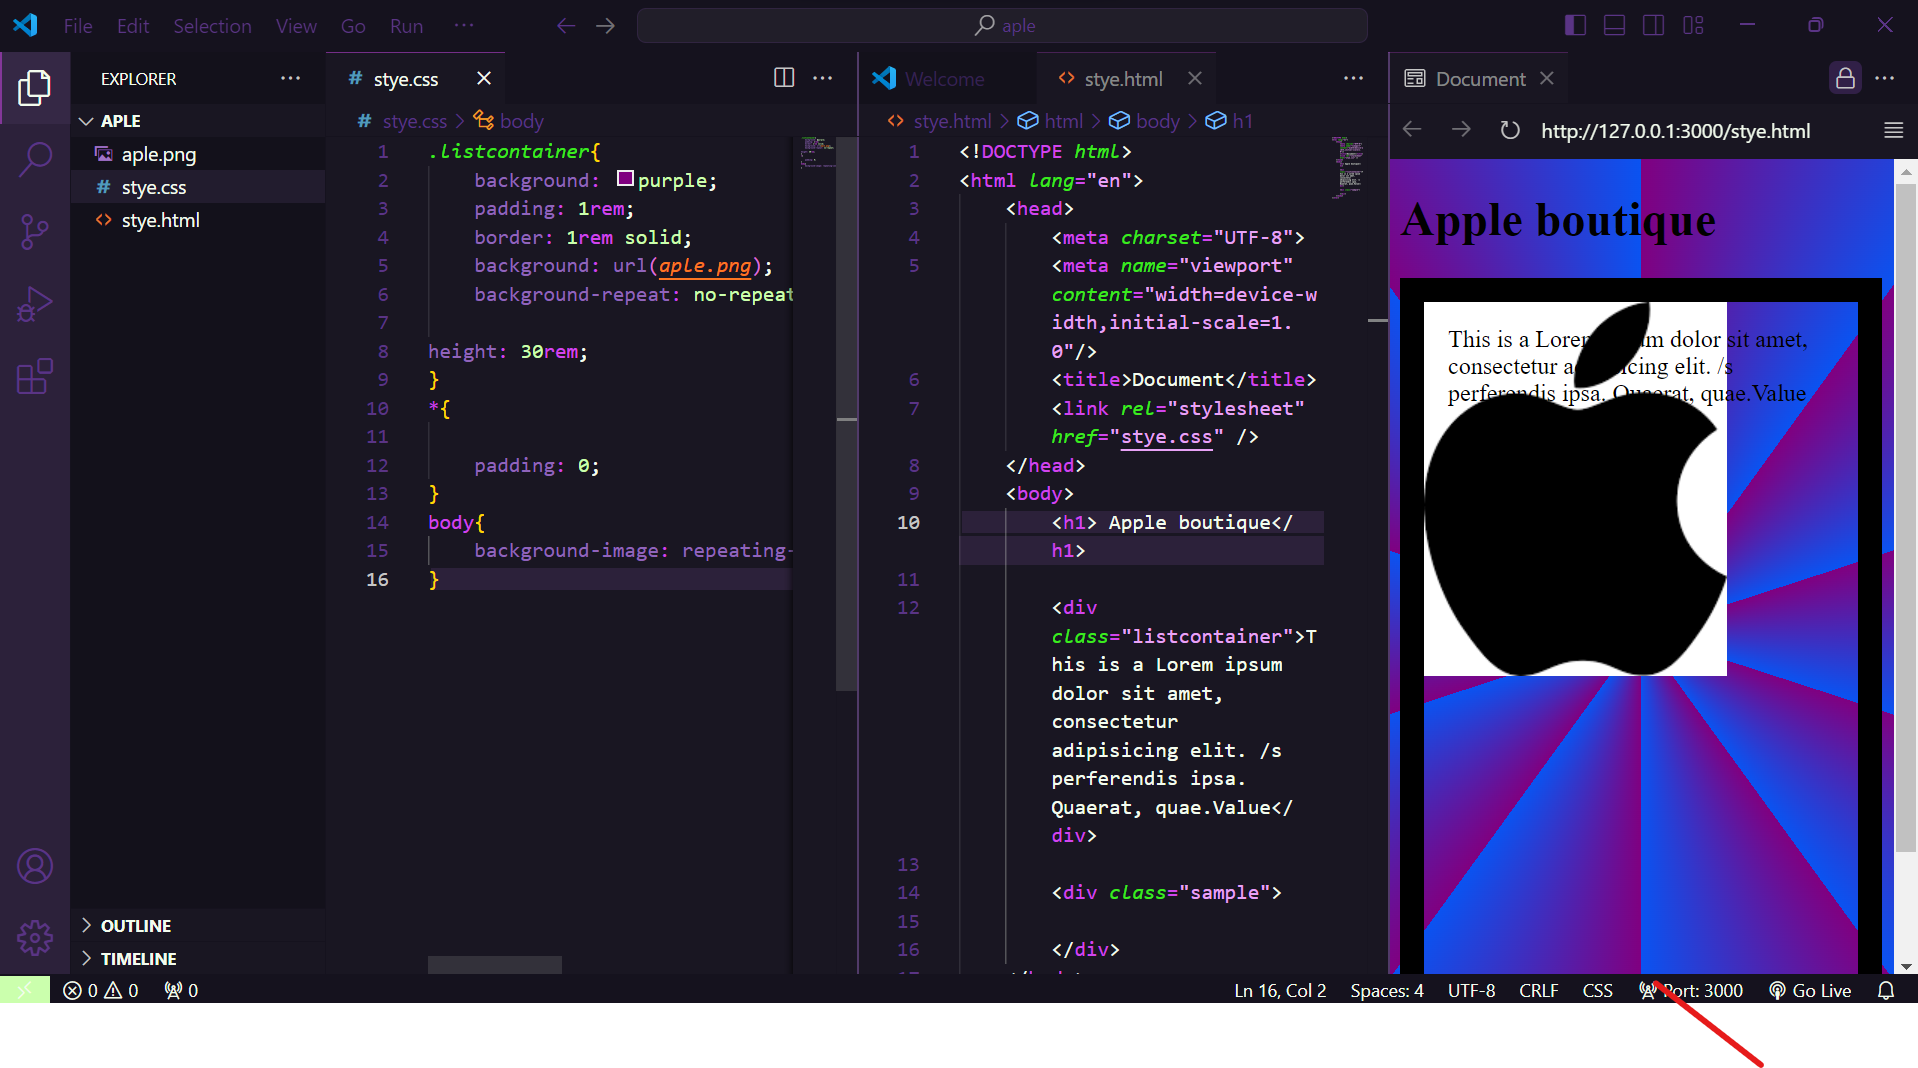 File Edit Selection View Go Run ···
aple
EXPLORER ···
APLE
aple.png
stye.css
stye.html
OUTLINE
TIMELINE
# stye.css
# stye.css > body
1 .listcontainer{
2 background: purple;
3 padding: 1rem;
4 border: 1rem solid;
5 background: url(aple.png);
6 background-repeat: no-repeat
7
8 height: 30rem;
9 }
10 *{
11
12 padding: 0;
13 }
14 body{
15 background-image: repeating-
16 }
Welcome <> stye.html
<> stye.html > html > body > h1
1 <!DOCTYPE html>
2 <html lang="en">
3 <head>
4 <meta charset="UTF-8">
5 <meta name="viewport"
content="width=device-w
idth,initial-scale=1.
0"/>
6 <title>Document</title>
7 <link rel="stylesheet"
href="stye.css" />
8 </head>
9 <body>
10 <h1> Apple boutique</
h1>
11
12 <div
class="listcontainer">T
his is a Lorem ipsum
dolor sit amet,
consectetur
adipisicing elit. /s
perferendis ipsa.
Quaerat, quae.Value</
div>
13
14 <div class="sample">
15
16 </div>
Document
http://127.0.0.1:3000/stye.html
Apple boutique
This is a Lorem dolor sit amet,
consectetur elit. /s
perferendis ipsa. Quaerat, quae.Value
0 0 0
Ln 16, Col 2 Spaces: 4 UTF-8 CRLF CSS Port: 3000 Go Live